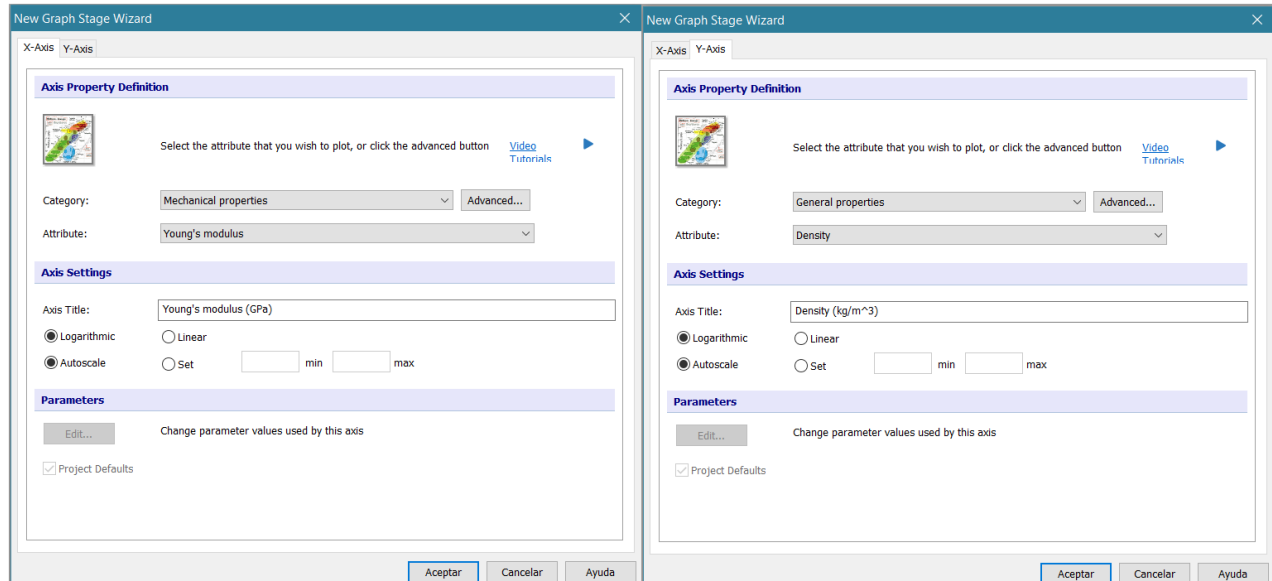 New Graph Stage Wizard
X-Axis Y-Axis
Axis Property Definition
Select the attribute that you wish to plot, or click the advanced button
Video
Tutorials
Category:
Mechanical properties
Advanced...
Attribute:
Young's modulus
Axis Settings
Axis Title:
Young's modulus (GPa)
Logarithmic
Linear
Autoscale
Set
min
max
Parameters
Edit...
Change parameter values used by this axis
Project Defaults
Aceptar
Cancelar
Ayuda
New Graph Stage Wizard
X-Axis Y-Axis
Axis Property Definition
Select the attribute that you wish to plot, or click the advanced button
Video
Tutorials
Category:
General properties
Advanced...
Attribute:
Density
Axis Settings
Axis Title:
Density (kg/m^3)
Logarithmic
Linear
Autoscale
Set
min
max
Parameters
Edit...
Change parameter values used by this axis
Project Defaults
Aceptar
Cancelar
Ayuda